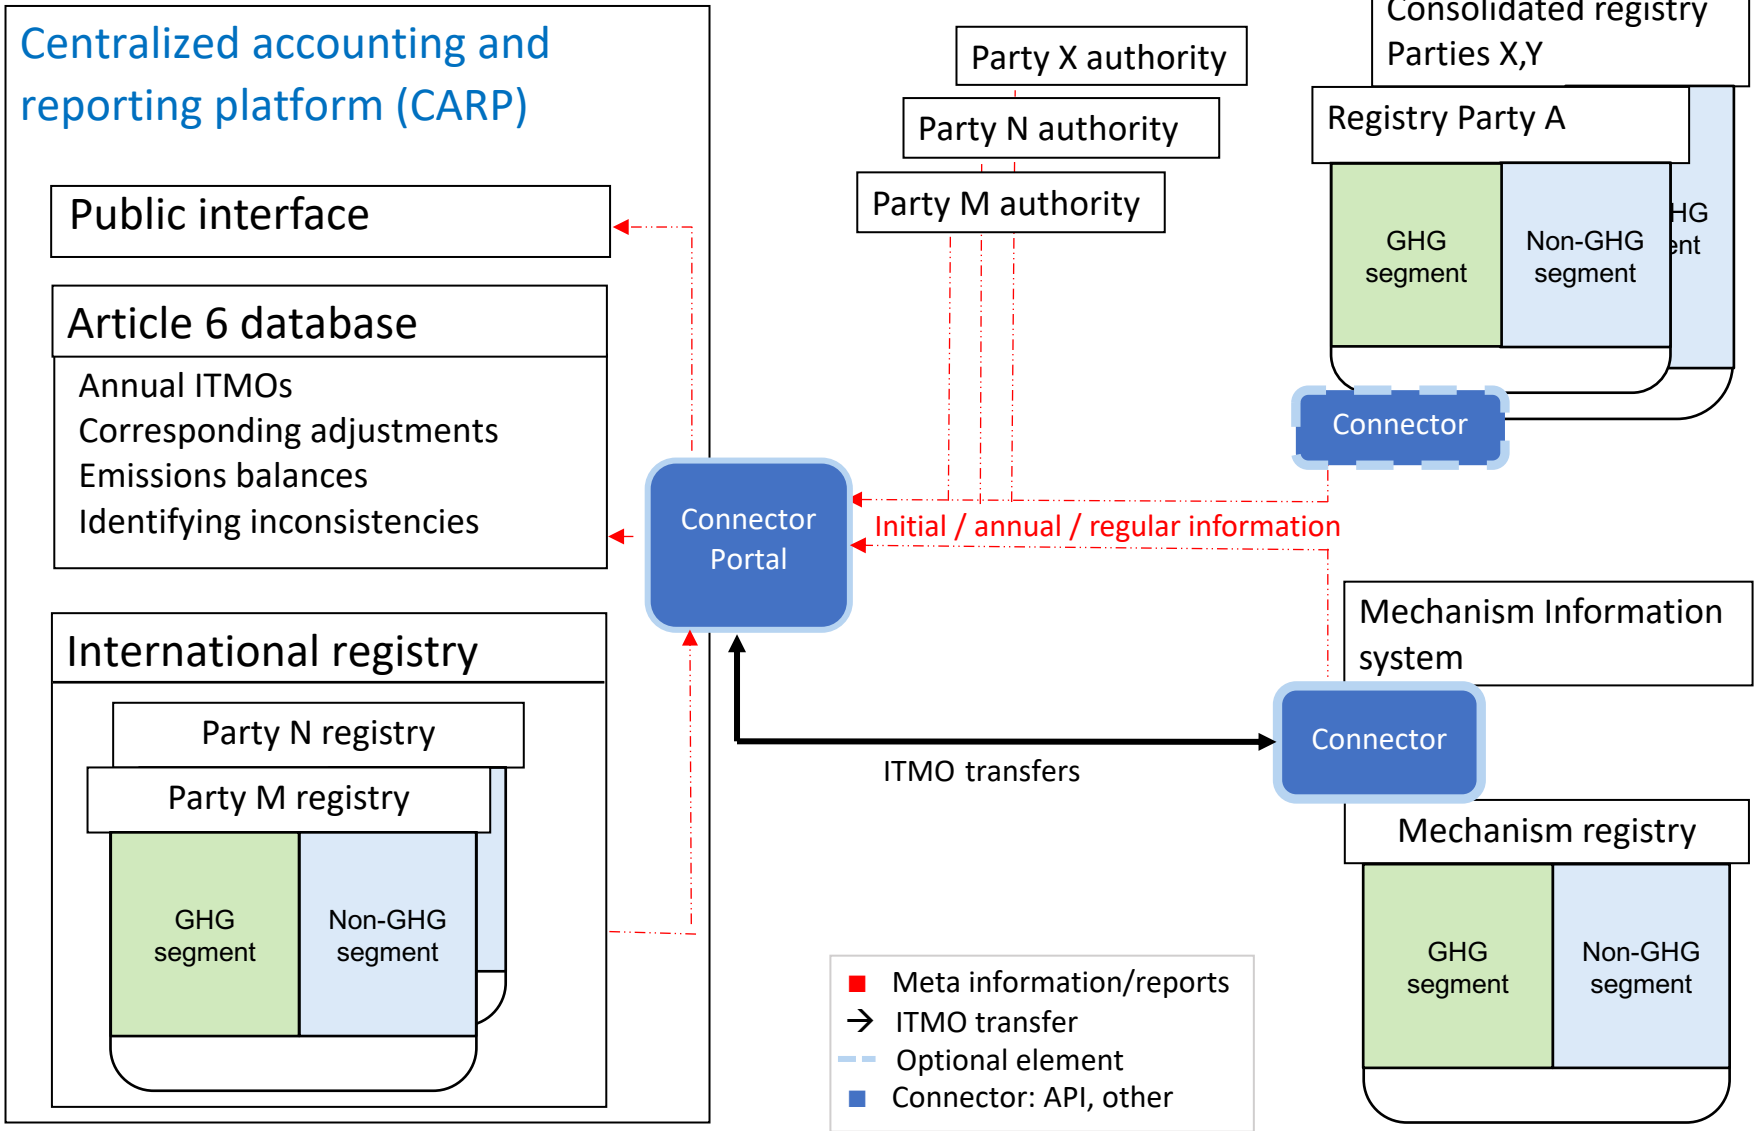 Centralized accounting and
reporting platform (CARP)
Public interface
Article 6 database
Annual ITMOs
Corresponding adjustments
Emissions balances
Identifying inconsistencies
International registry
Party N registry
Party M registry
GHG
segment
Non-GHG
segment
Connector
Portal
Party X authority
Party N authority
Party M authority
Initial / annual / regular information
ITMO transfers
Consolidated registry
Parties X,Y
Registry Party A
GHG
segment
Non-GHG
segment
HG
Connector
Mechanism Information
system
Connector
Mechanism registry
GHG
segment
Non-GHG
segment
Meta information/reports
ITMO transfer
Optional element
Connector: API, other